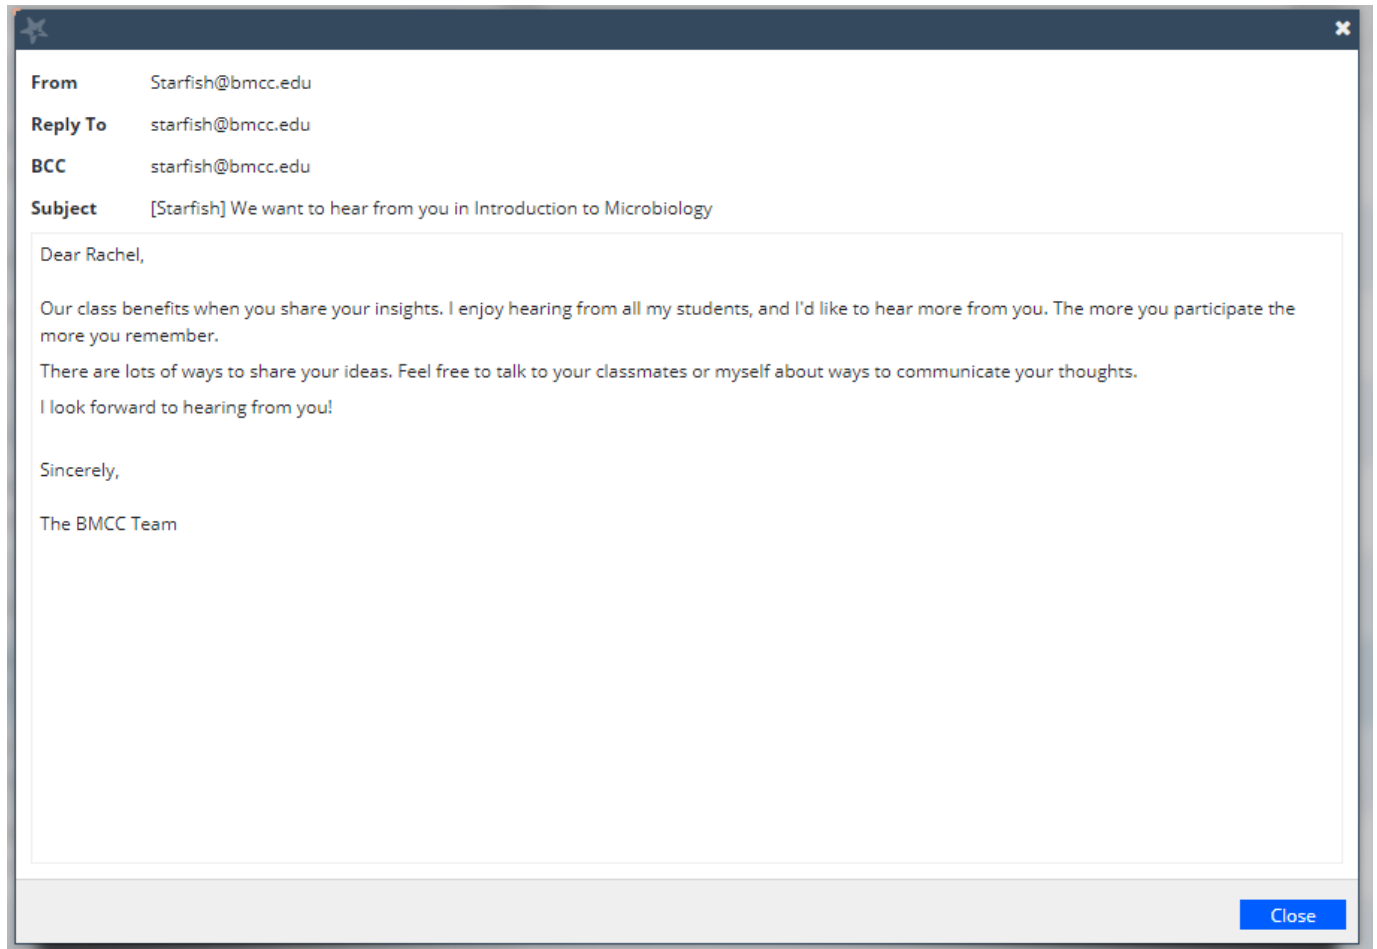 From Starfish@bmcc.edu
Reply To starfish@bmcc.edu
BCC starfish@bmcc.edu
Subject [Starfish] We want to hear from you in Introduction to Microbiology
Dear Rachel,
Our class benefits when you share your insights. I enjoy hearing from all my students, and I'd like to hear more from you. The more you participate the
more you remember.
There are lots of ways to share your ideas. Feel free to talk to your classmates or myself about ways to communicate your thoughts.
I look forward to hearing from you!
Sincerely,
The BMCC Team
Close